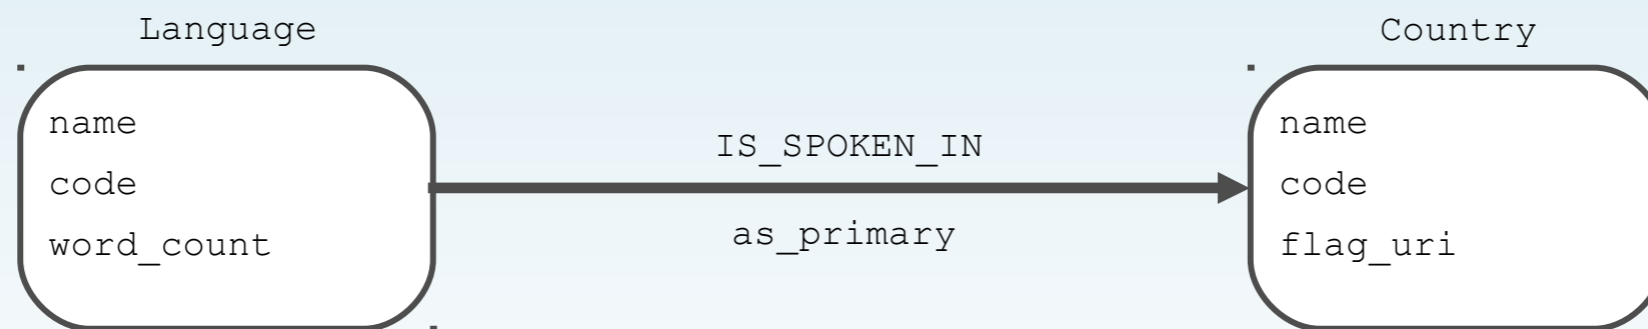 Language
name
code
word_count
IS_SPOKEN_IN
as_primary
Country
name
code
flag_uri